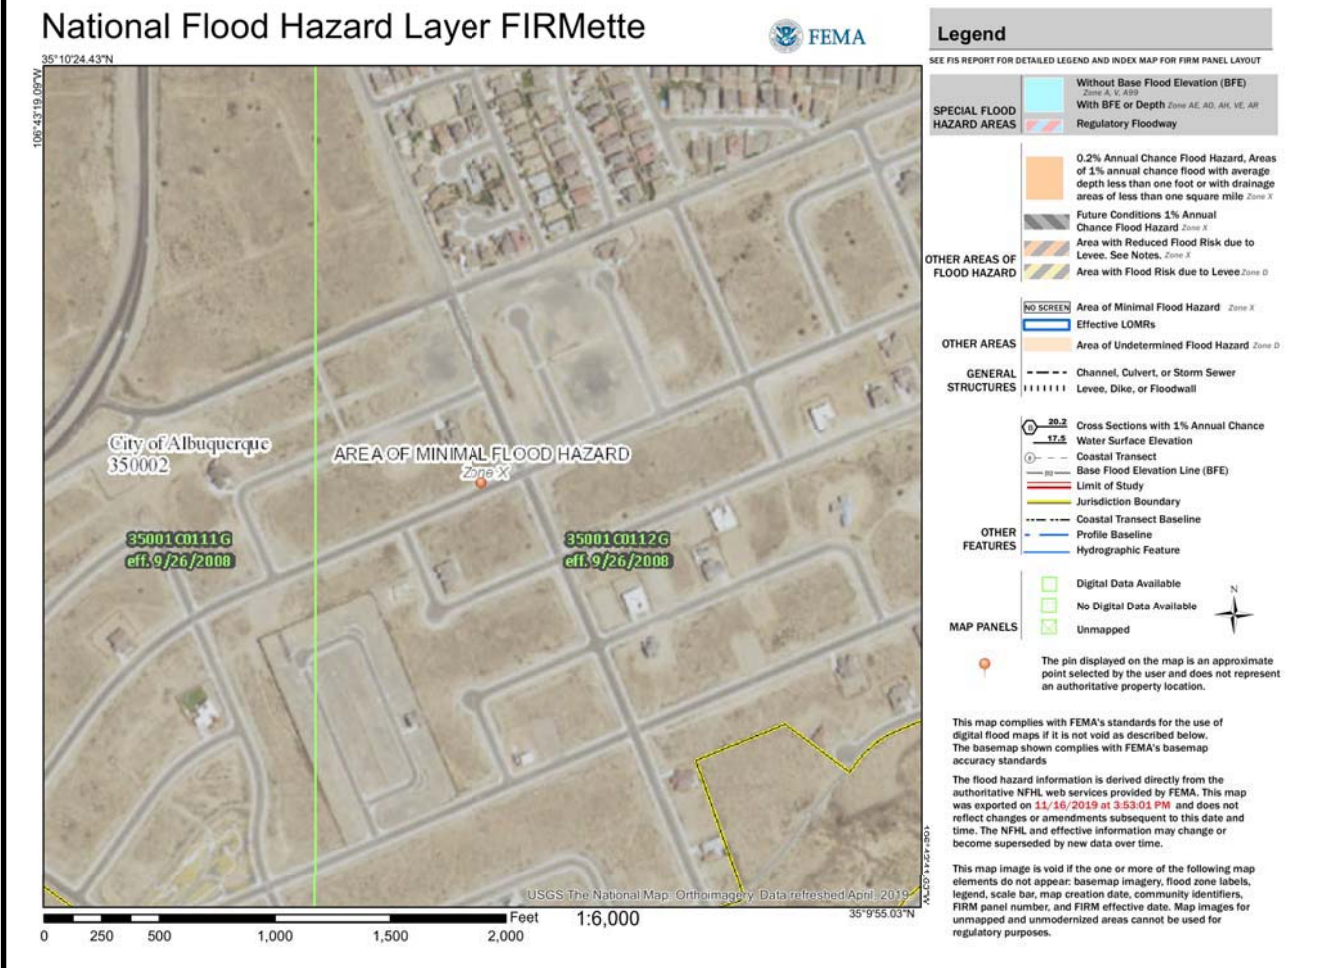 National Flood Hazard Layer FIRMette
FEMA
35°10'24.43"N
106°43'19.09"W
City of Albuquerque
350002
AREA OF MINIMAL FLOOD HAZARD
Zone X
35001C0111G
eff. 9/26/2008
35001C0112G
eff. 9/26/2008
USGS The National Map: Orthoimagery. Data refreshed April, 2019
35°9'55.03"N
Feet
1:6,000
0 250 500 1,000 1,500 2,000
Legend
SEE FIS REPORT FOR DETAILED LEGEND AND INDEX MAP FOR FIRM PANEL LAYOUT
SPECIAL FLOOD
HAZARD AREAS
Without Base Flood Elevation (BFE)
Zone A, V, A99
With BFE or Depth Zone AE, AO, AH, VE, AR
Regulatory Floodway
0.2% Annual Chance Flood Hazard, Areas
of 1% annual chance flood with average
depth less than one foot or with drainage
areas of less than one square mile Zone X
Future Conditions 1% Annual
Chance Flood Hazard Zone X
Area with Reduced Flood Risk due to
Levee. See Notes. Zone X
Area with Flood Risk due to Levee Zone D
OTHER AREAS OF
FLOOD HAZARD
NO SCREEN Area of Minimal Flood Hazard Zone X
Effective LOMRs
Area of Undetermined Flood Hazard Zone D
OTHER AREAS
Channel, Culvert, or Storm Sewer
Levee, Dike, or Floodwall
GENERAL
STRUCTURES
20.2 Cross Sections with 1% Annual Chance
17.5 Water Surface Elevation
Coastal Transect
Base Flood Elevation Line (BFE)
Limit of Study
Jurisdiction Boundary
Coastal Transect Baseline
Profile Baseline
Hydrographic Feature
OTHER
FEATURES
Digital Data Available
No Digital Data Available
Unmapped
MAP PANELS
N
The pin displayed on the map is an approximate
point selected by the user and does not represent
an authoritative property location.
This map complies with FEMA's standards for the use of
digital flood maps if it is not void as described below.
The basemap shown complies with FEMA's basemap
accuracy standards
The flood hazard information is derived directly from the
authoritative NFHL web services provided by FEMA. This map
was exported on 11/16/2019 at 3:53:01 PM and does not
reflect changes or amendments subsequent to this date and
time. The NFHL and effective information may change or
become superseded by new data over time.
This map image is void if the one or more of the following map
elements do not appear: basemap imagery, flood zone labels,
legend, scale bar, map creation date, community identifiers,
FIRM panel number, and FIRM effective date. Map images for
unmapped and unmodernized areas cannot be used for
regulatory purposes.